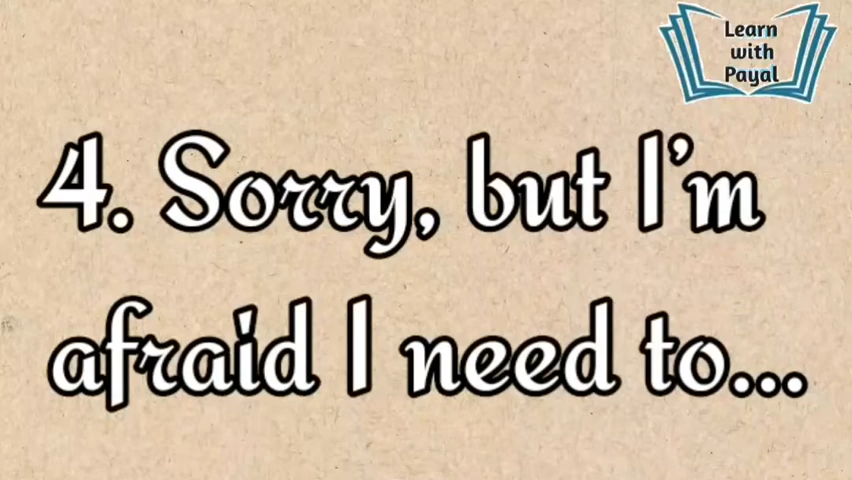 Learn
with
Payal
4. Sorry, but I'm
afraid I need to...